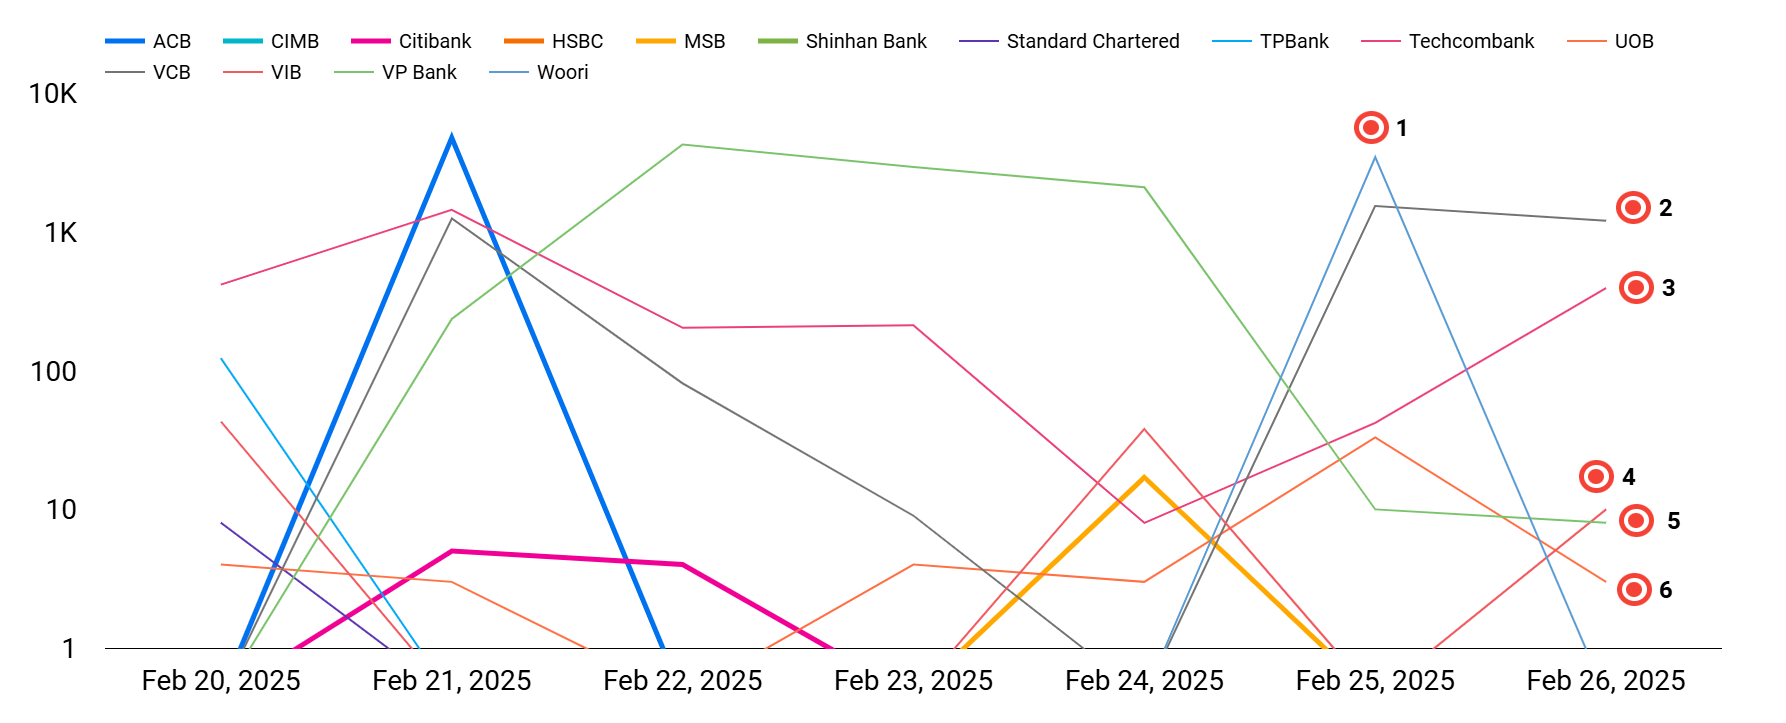 ACB CIMB Citibank HSBC MSB Shinhan Bank Standard Chartered TPBank Techcombank UOB
VCB VIB VP Bank Woori
10K
1
2
1K
3
100
4
10
5
6
1
Feb 20, 2025 Feb 21, 2025 Feb 22, 2025 Feb 23, 2025 Feb 24, 2025 Feb 25, 2025 Feb 26, 2025